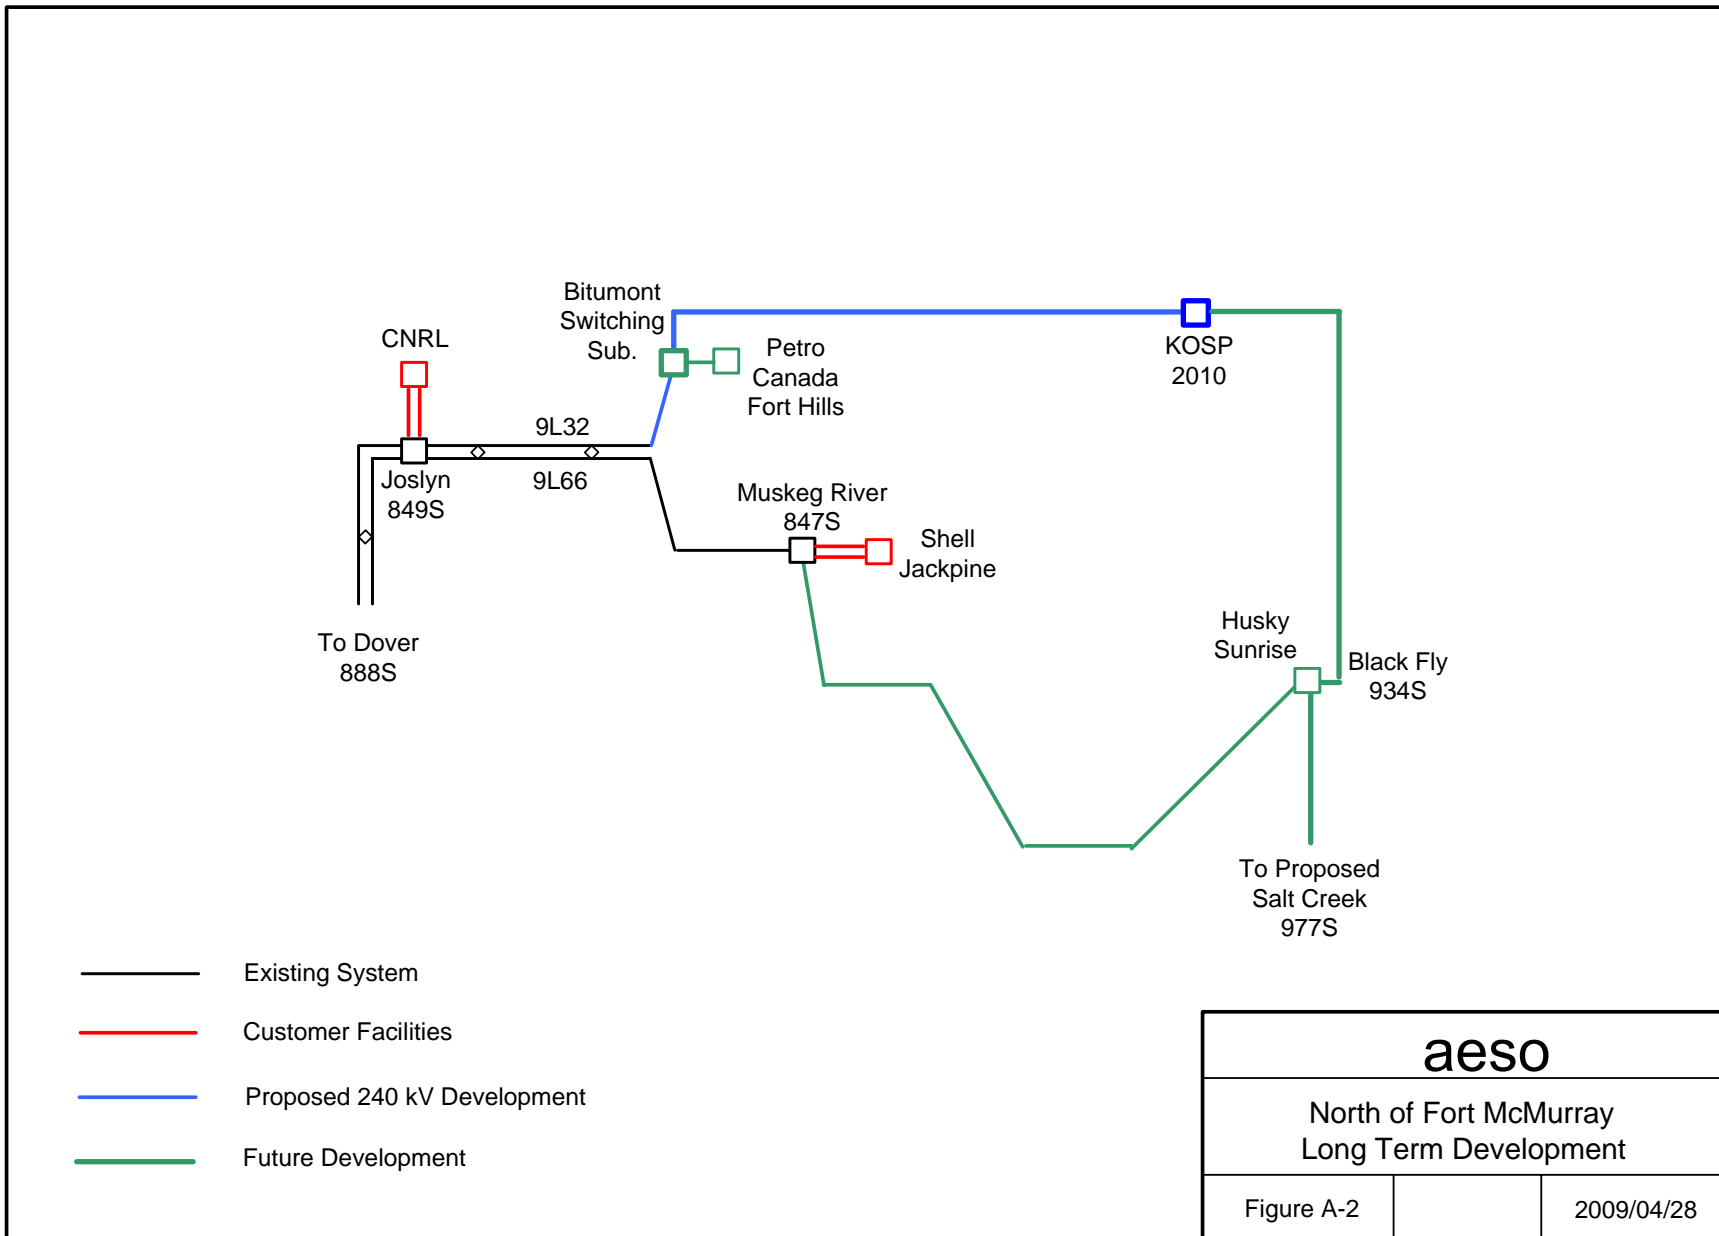 Bitumont
Switching
Sub.
CNRL
Petro
Canada
Fort Hills
KOSP
2010
9L32
9L66
Joslyn
849S
Muskeg River
847S
Shell
Jackpine
To Dover
888S
Husky
Sunrise
Black Fly
934S
To Proposed
Salt Creek
977S
Existing System
Customer Facilities
Proposed 240 kV Development
Future Development
aeso
North of Fort McMurray
Long Term Development
Figure A-2
2009/04/28